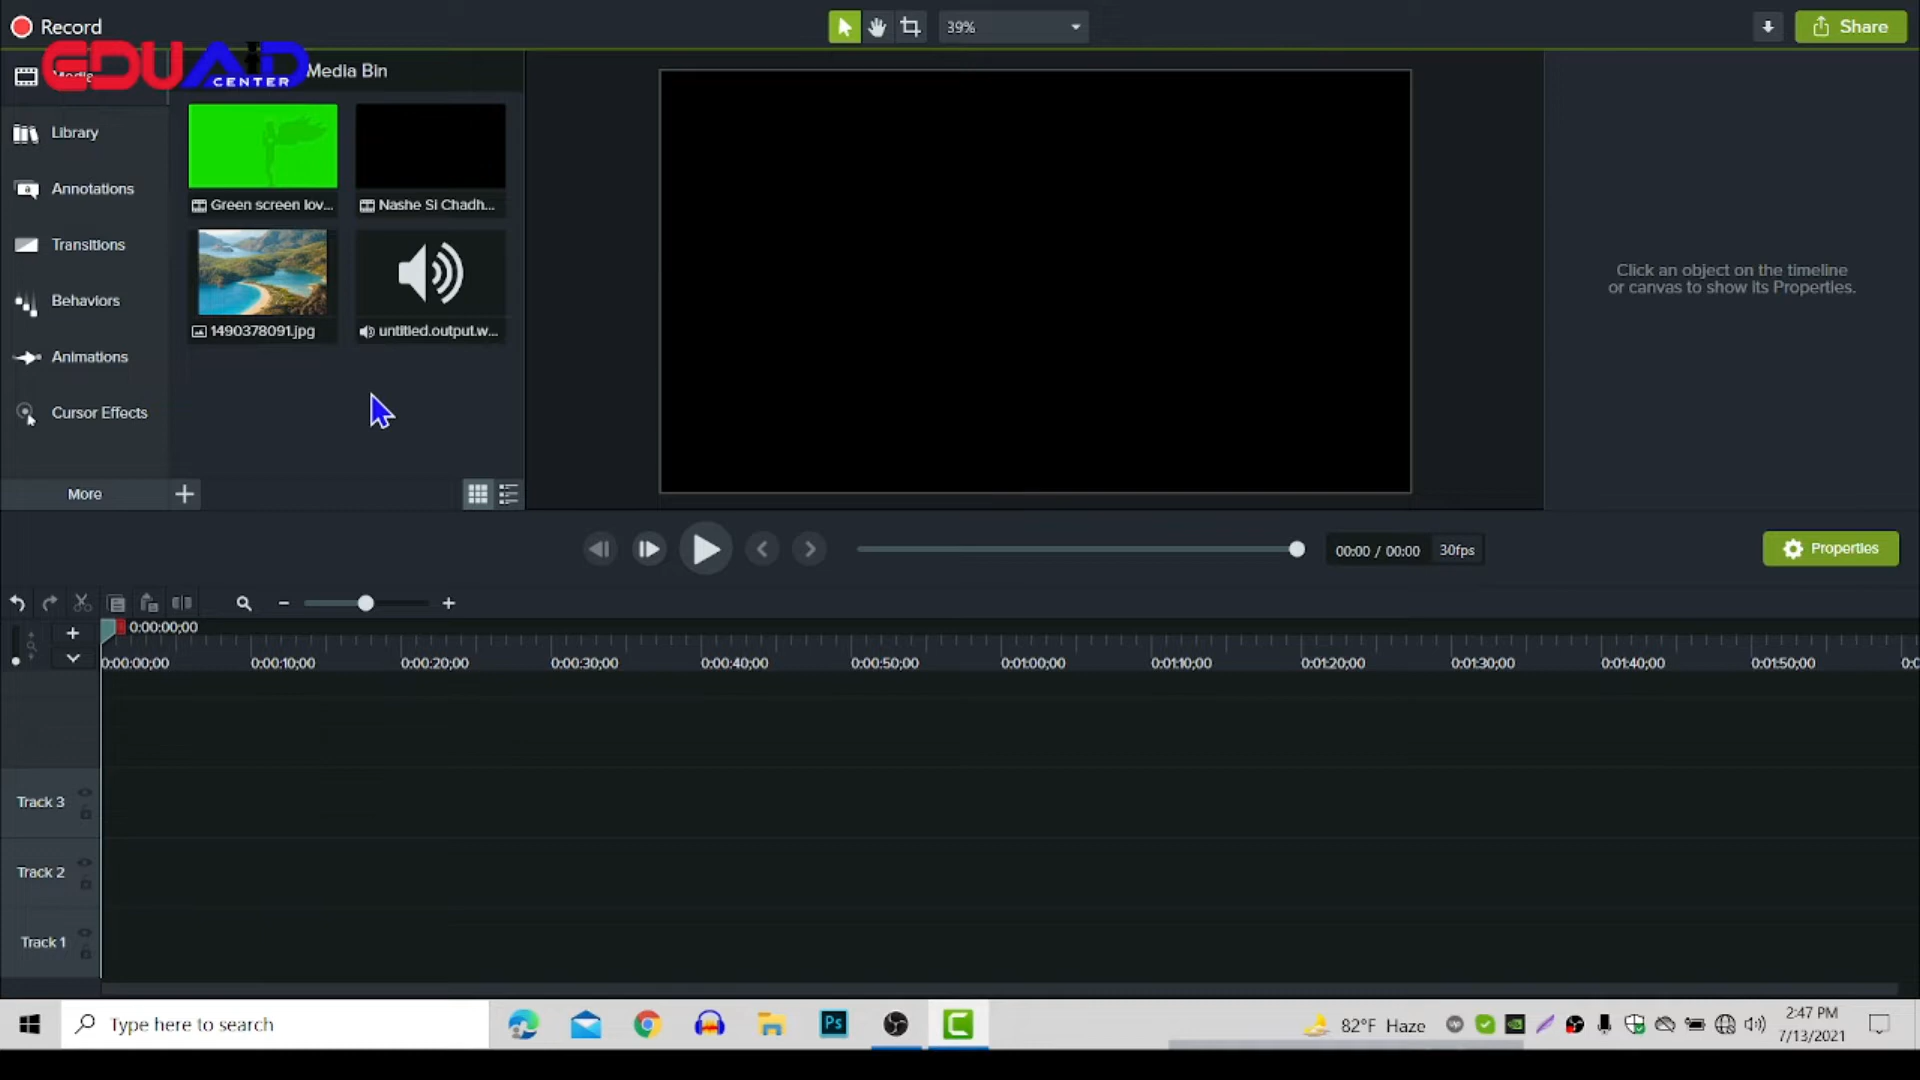 Record
39%
Share
EDUAID
CENTER
Media
Media Bin
Library
Annotations
Transitions
Behaviors
Animations
Cursor Effects
More
Green screen lov...
Nashe Si Chadh...
1490378091.jpg
untitled.output.w...
Click an object on the timeline
or canvas to show its Properties.
00:00 / 00:00
30fps
Properties
0:00:00;00
0:00:00;00
0:00:10;00
0:00:20;00
0:00:30;00
0:00:40;00
0:00:50;00
0:01:00;00
0:01:10;00
0:01:20;00
0:01:30;00
0:01:40;00
0:01:50;00
0:0
Track 3
Track 2
Track 1
Type here to search
Ps
82°F Haze
2:47 PM
7/13/2021